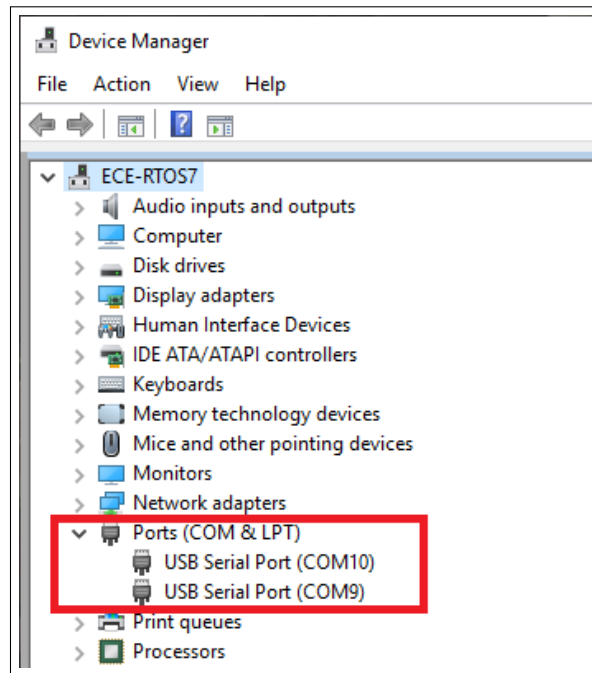 Device Manager
File Action View Help
ECE-RTOS7
Audio inputs and outputs
Computer
Disk drives
Display adapters
Human Interface Devices
IDE ATA/ATAPI controllers
Keyboards
Memory technology devices
Mice and other pointing devices
Monitors
Network adapters
Ports (COM & LPT)
USB Serial Port (COM10)
USB Serial Port (COM9)
Print queues
Processors